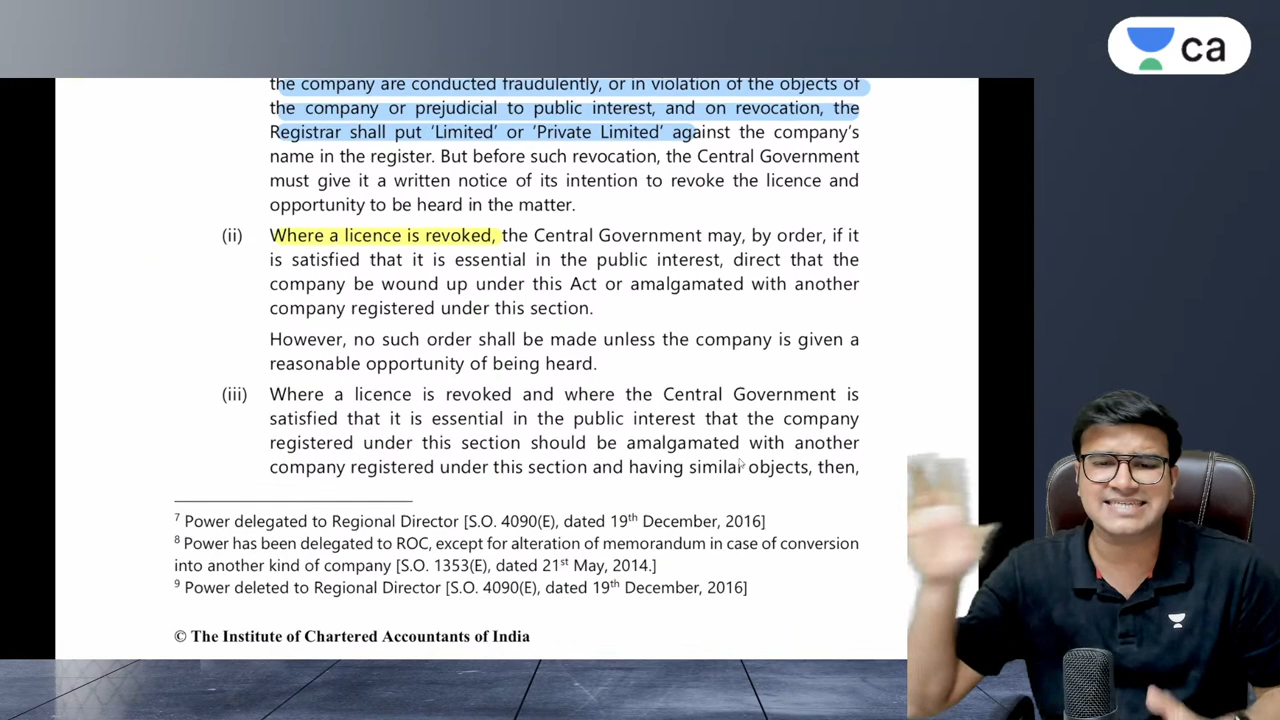 ca
the company are conducted fraudulently, or in violation of the objects of
the company or prejudicial to public interest, and on revocation, the
Registrar shall put ‘Limited’ or ‘Private Limited’ against the company’s
name in the register. But before such revocation, the Central Government
must give it a written notice of its intention to revoke the licence and
opportunity to be heard in the matter.
(ii) Where a licence is revoked, the Central Government may, by order, if it
is satisfied that it is essential in the public interest, direct that the
company be wound up under this Act or amalgamated with another
company registered under this section.
However, no such order shall be made unless the company is given a
reasonable opportunity of being heard.
(iii) Where a licence is revoked and where the Central Government is
satisfied that it is essential in the public interest that the company
registered under this section should be amalgamated with another
company registered under this section and having similar objects, then,
7 Power delegated to Regional Director [S.O. 4090(E), dated 19th December, 2016]
8 Power has been delegated to ROC, except for alteration of memorandum in case of conversion
into another kind of company [S.O. 1353(E), dated 21st May, 2014.]
9 Power deleted to Regional Director [S.O. 4090(E), dated 19th December, 2016)
© The Institute of Chartered Accountants of India